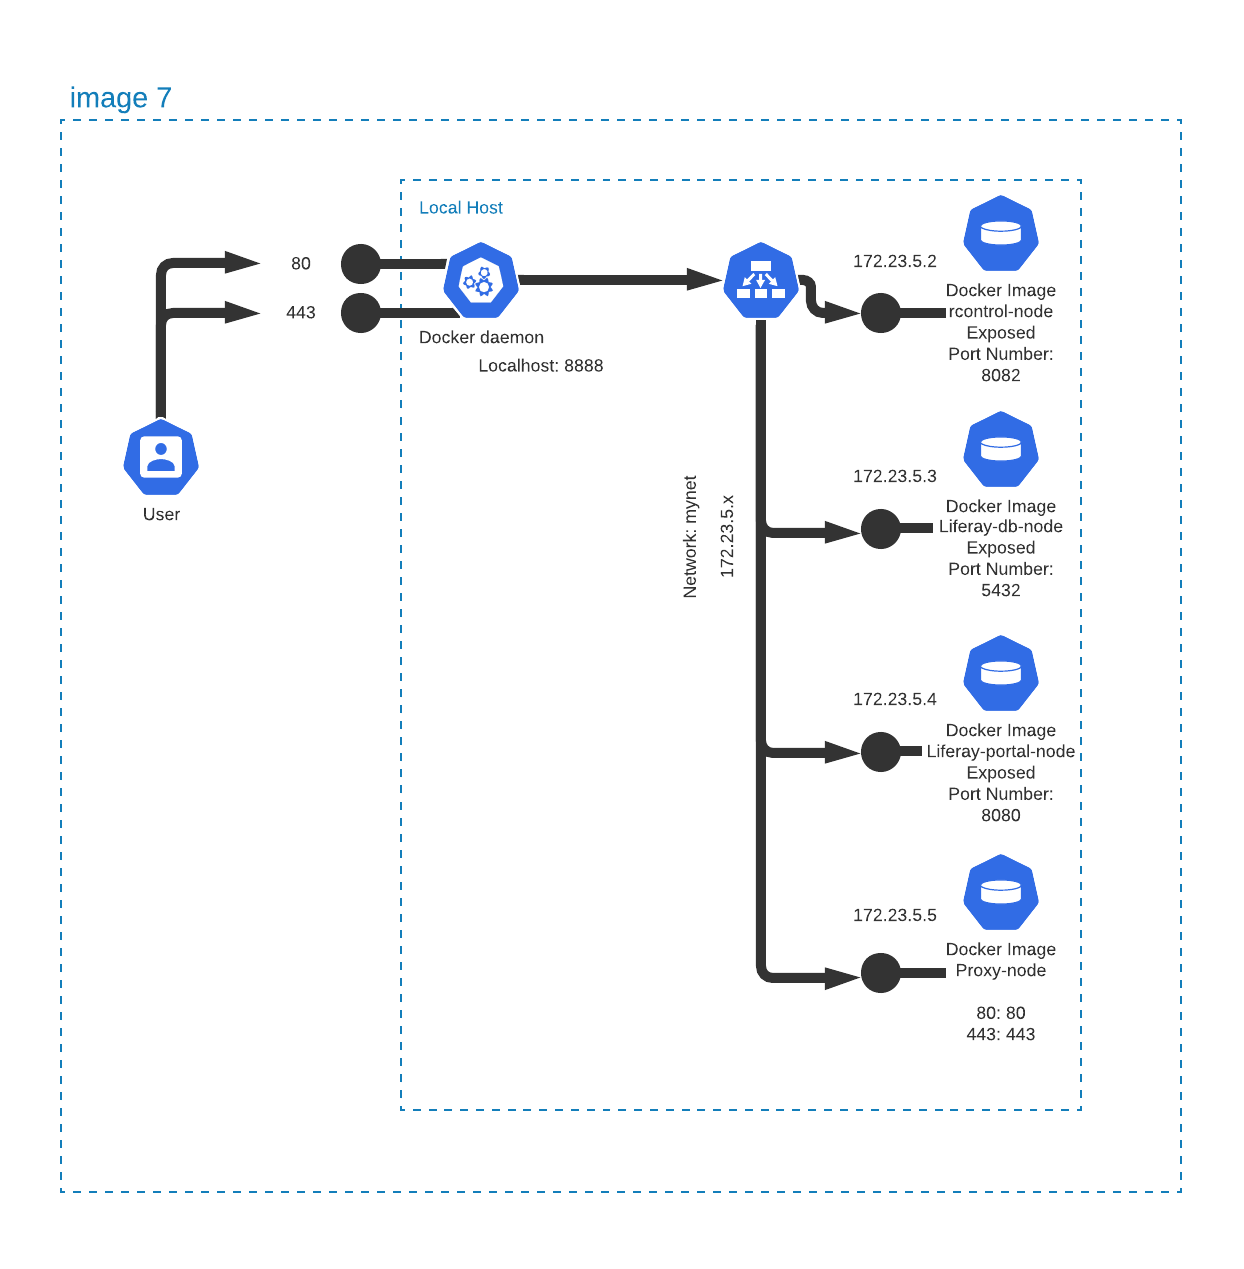 image 7
Local Host
80
443
Docker daemon
Localhost: 8888
User
Network: mynet
172.23.5.x
172.23.5.2
Docker Image
rcontrol-node
Exposed
Port Number:
8082
172.23.5.3
Docker Image
Liferay-db-node
Exposed
Port Number:
5432
172.23.5.4
Docker Image
Liferay-portal-node
Exposed
Port Number:
8080
172.23.5.5
Docker Image
Proxy-node
80: 80
443: 443